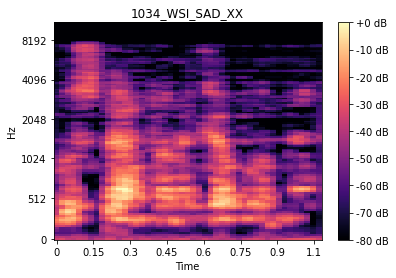 1034_WSI_SAD_XX
Hz
8192
4096
2048
1024
512
0
0 0.15 0.3 0.45 0.6 0.75 0.9 1.1
Time
+0 dB
-10 dB
-20 dB
-30 dB
-40 dB
-50 dB
-60 dB
-70 dB
-80 dB